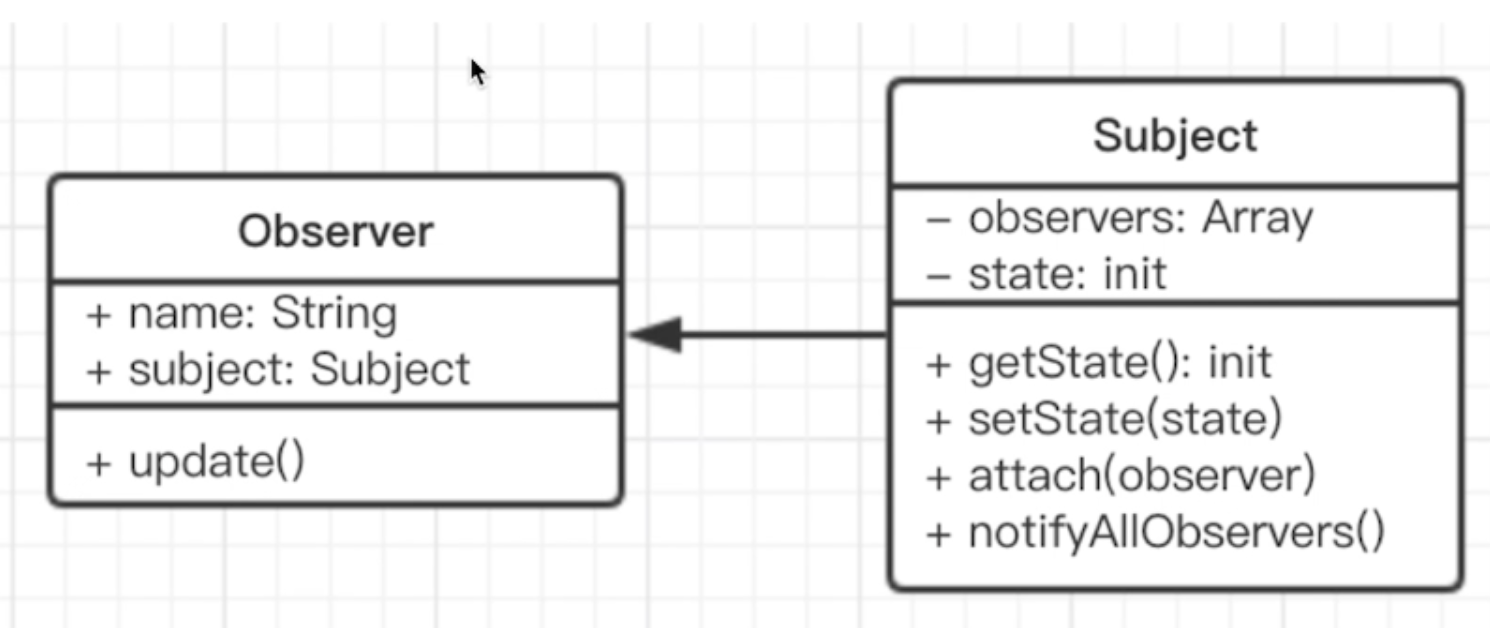 Observer
+ name: String
+ subject: Subject
+ update()
Subject
– observers: Array
– state: init
+ getState(): init
+ setState(state)
+ attach(observer)
+ notifyAllObservers()